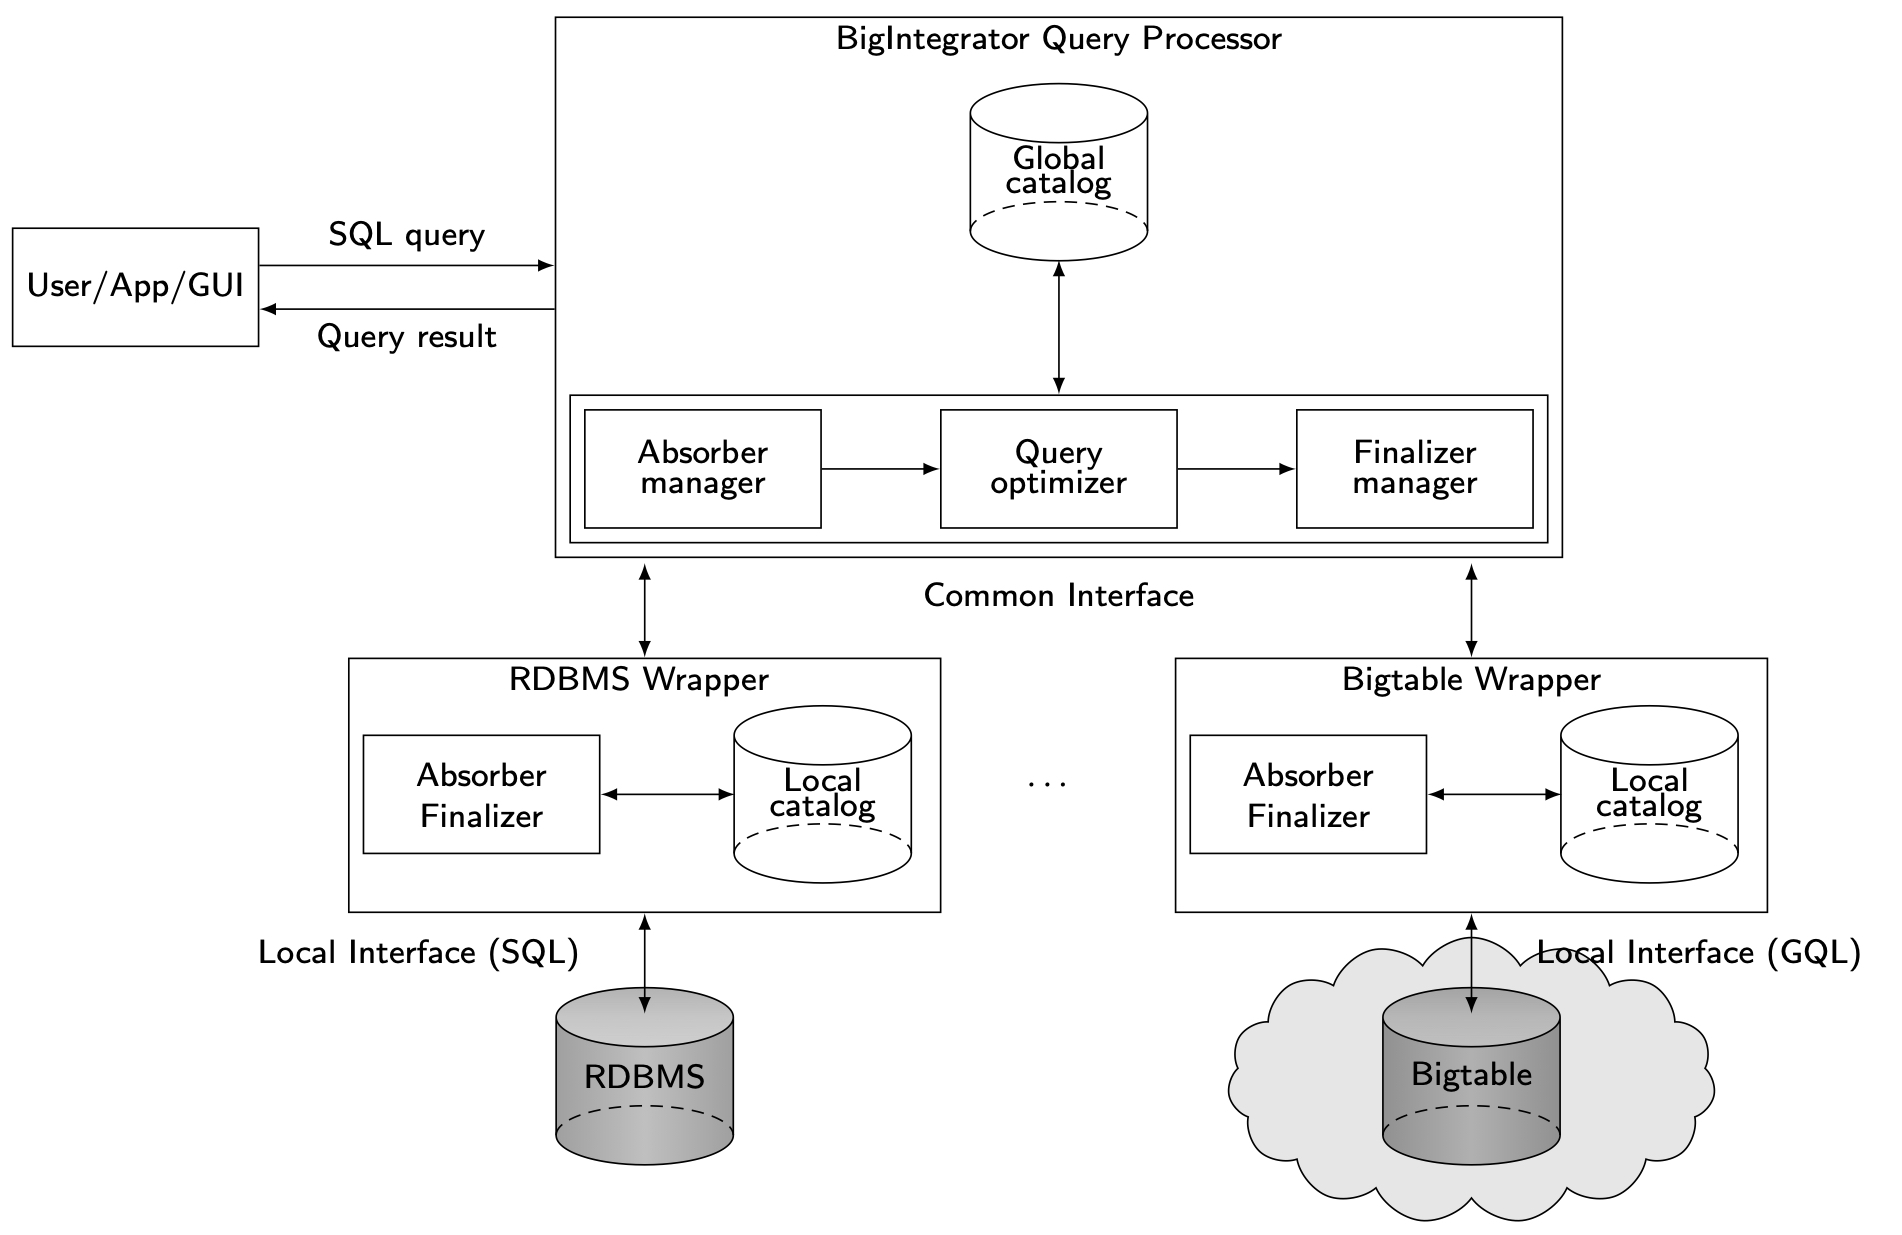 BigIntegrator Query Processor
Global
catalog
SQL query
User/App/GUI
Query result
Absorber
manager
Query
optimizer
Finalizer
manager
Common Interface
RDBMS Wrapper
Absorber
Finalizer
Local
catalog
...
Bigtable Wrapper
Absorber
Finalizer
Local
catalog
Local Interface (SQL)
Local Interface (GQL)
RDBMS
Bigtable